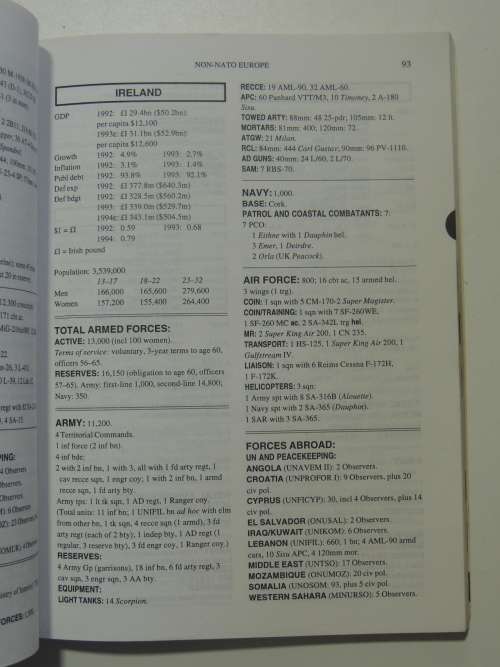 NON-NATO EUROPE
93
IRELAND
GDP 1992: £I 29.4bn ($50.2bn):
per capita $12,100
1993ε: £I 31.1bn ($52.9bn):
per capita $12,600
Growth 1992: 4.9% 1993: 2.7%
Inflation 1992: 3.1% 1993: 1.4%
Publ debt 1992: 93.8% 1993: 92.1%
Def exp 1992: £I 377.8m ($640.3m)
Def bdgt 1992: £I 328.5m ($560.2m)
1993: £I 339.0m ($529.7m)
1994ε: £I 343.1m ($504.5m)
$1 = £I 1992: 0.59 1993: 0.68
1994: 0.79
£I = Irish pound
Population: 3,539,000
13–17 18–22 23–32
Men 166,000 165,600 279,600
Women 157,200 155,400 264,400
TOTAL ARMED FORCES:
ACTIVE: 13,000 (incl 100 women).
Terms of service: voluntary, 3-year terms to age 60,
officers 56–65.
RESERVES: 16,150 (obligation to age 60, officers
57–65). Army: first-line 1,000, second-line 14,800;
Navy: 350
ARMY: 11,200.
4 Territorial Commands.
1 inf force (2 inf bn).
4 inf bde:
2 with 2 inf bn, 1 with 3, all with 1 fd arty regt, 1
cav recce sqn, 1 engr coy; 1 with 2 inf bn, 1 armd
recce sqn, 1 fd arty bty.
Army tps: 1 lt tk sqn, 1 AD regt, 1 Ranger coy.
(Total units: 11 inf bn; 1 UNIFIL bn ad hoc with elm
from other bn, 1 tk sqn, 4 recce sqn (1 armd), 3 fd
arty regt (each of 2 bty); 1 indep bty, 1 AD regt (1
regular, 3 reserve bty), 3 fd engr coy, 1 Ranger coy.)
RESERVES:
4 Army Gp (garrisons), 18 inf bn, 6 fd arty regt, 3
cav sqn, 3 engr sqn, 3 AA bty.
EQUIPMENT:
LIGHT TANKS: 14 Scorpion.
RECCE: 19 AML-90, 32 AML-60.
APC: 60 Panhard VTT/M3, 10 Timoney, 2 A-180
Sisu.
TOWED ARTY: 88mm: 48 25-pdr; 105mm: 12 lt.
MORTARS: 81mm: 400; 120mm: 72.
ATGW: 21 Milan.
RCL: 84mm: 444 Carl Gustav; 90mm: 96 PV-1110.
AD GUNS: 40mm: 24 L/60, 2 L/70.
SAM: 7 RBS-70.
NAVY: 1,000.
BASE: Cork.
PATROL AND COASTAL COMBATANTS: 7:
7 PCO:
1 Eithne with 1 Dauphin hel.
3 Emer, 1 Deirdre.
2 Orla (UK Peacock).
AIR FORCE: 800; 16 cbt ac, 15 armed hel.
3 wings (1 trg).
COIN: 1 sqn with 5 CM-170-2 Super Magister.
COIN/TRAINING: 1 sqn with 7 SF-260WE,
1 SF-260 MC ac, 2 SA-342L trg hel.
MR: 2 Super King Air 200, 1 CN 235.
TRANSPORT: 1 HS-125, 1 Super King Air 200, 1
Gulfstream IV.
LIAISON: 1 sqn with 6 Reims Cessna F-172H,
1 F-172K.
HELICOPTERS: 3 sqn:
1 Army spt with 8 SA-316B (Alouette).
1 Navy spt with 2 SA-365 (Dauphin).
1 SAR with 3 SA-365.
FORCES ABROAD:
UN AND PEACEKEEPING:
ANGOLA (UNAVEM II): 2 Observers.
CROATIA (UNPROFOR I): 9 Observers, plus 20
civ pol.
CYPRUS (UNFICYP): 30, incl 4 Observers, plus 14
civ pol.
EL SALVADOR (ONUSAL): 2 Observers.
IRAQ/KUWAIT (UNIKOM): 6 Observers.
LEBANON (UNIFIL): 660; 1 bn; 4 AML-90 armd
cars, 10 Sisu APC, 4 120mm mor.
MIDDLE EAST (UNTSO): 17 Observers.
MOZAMBIQUE (ONUMOZ): 20 civ pol.
SOMALIA (UNOSOM): 93, plus 5 civ pol.
WESTERN SAHARA (MINURSO): 5 Observers.